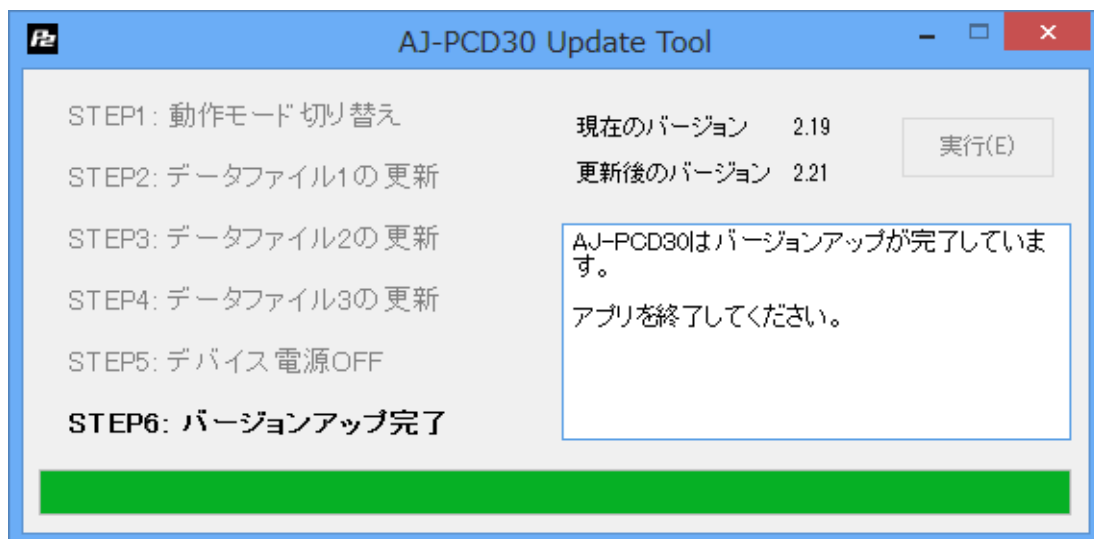 P2
AJ-PCD30 Update Tool
STEP1: 動作モード切り替え
STEP2: データファイル1の更新
STEP3: データファイル2の更新
STEP4: データファイル3の更新
STEP5: デバイス電源OFF
STEP6: バージョンアップ完了
現在のバージョン 2.19
更新後のバージョン 2.21
実行(E)
AJ-PCD30はバージョンアップが完了していま
す。
アプリを終了してください。